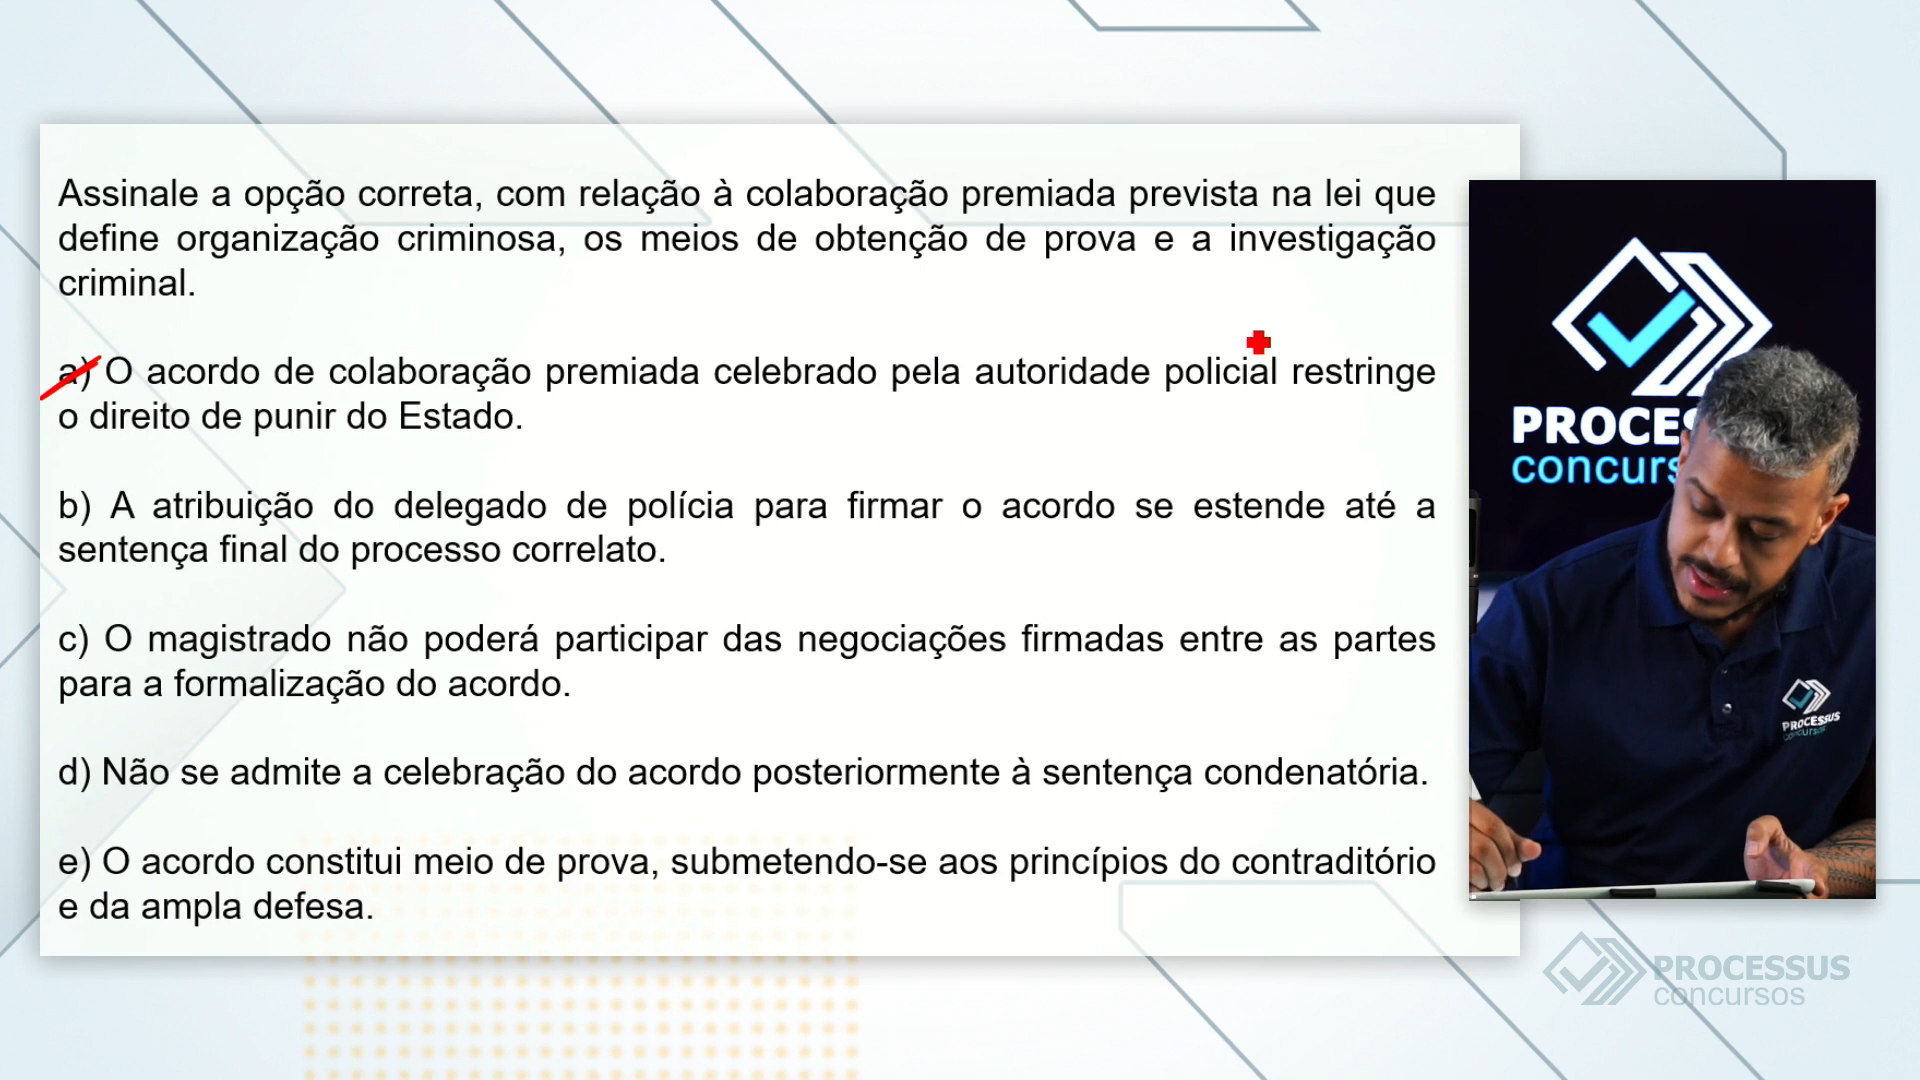 Assinale a opção correta, com relação à colaboração premiada prevista na lei que
define organização criminosa, os meios de obtenção de prova e a investigação
criminal.
a) O acordo de colaboração premiada celebrado pela autoridade policial restringe
o direito de punir do Estado.
b) A atribuição do delegado de polícia para firmar o acordo se estende até a
sentença final do processo correlato.
c) O magistrado não poderá participar das negociações firmadas entre as partes
para a formalização do acordo.
d) Não se admite a celebração do acordo posteriormente à sentença condenatória.
e) O acordo constitui meio de prova, submetendo-se aos princípios do contraditório
e da ampla defesa.
PROCES
concurs
PROCESSUS
concursos
PROCESSUS
concursos